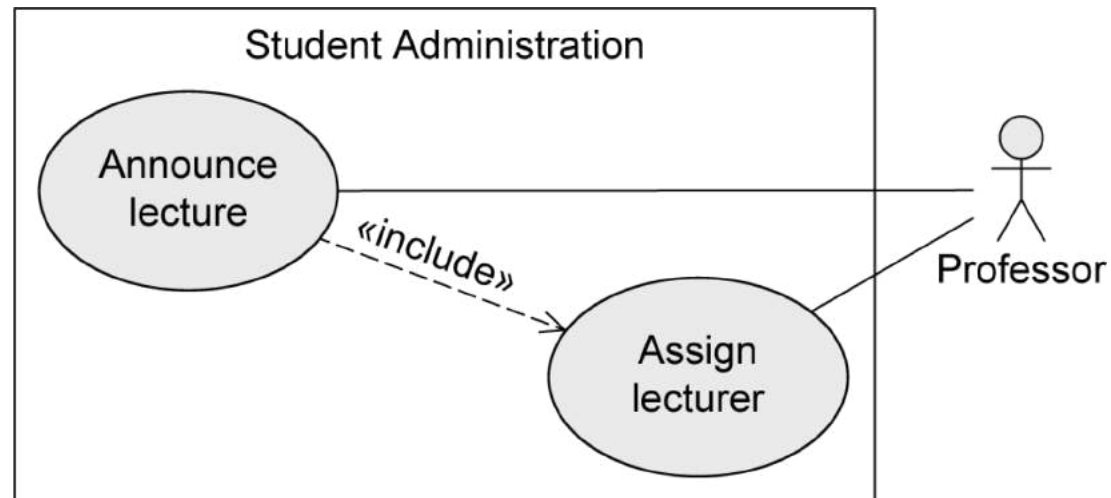 Student Administration
Announce
lecture
«include»
Professor
Assign
lecturer